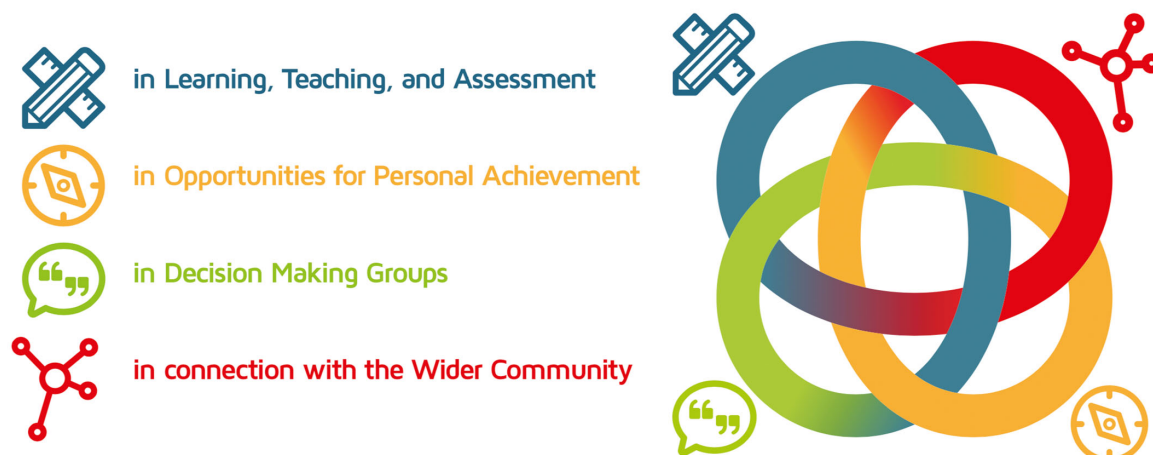 in Learning, Teaching, and Assessment
in Opportunities for Personal Achievement
in Decision Making Groups
in connection with the Wider Community